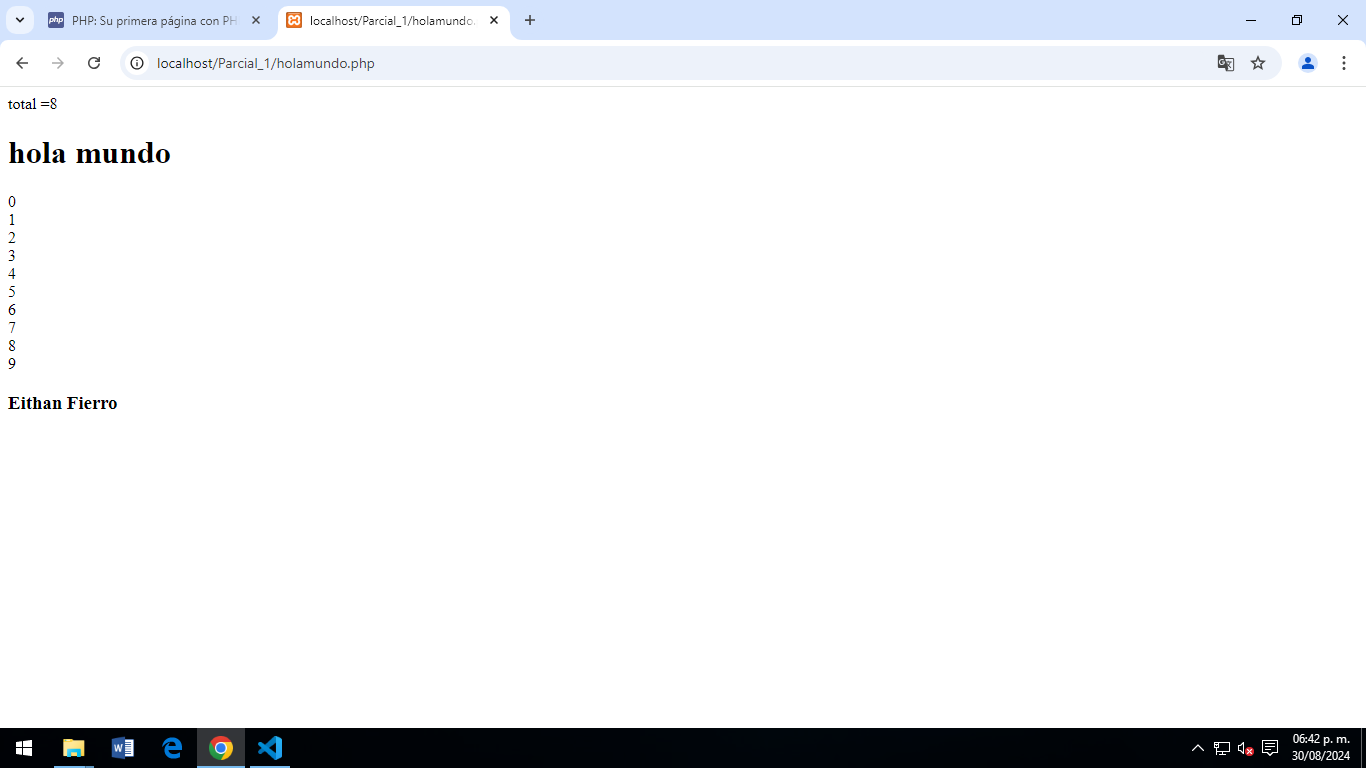 PHP: Su primera página con PH
localhost/Parcial_1/holamundo.
localhost/Parcial_1/holamundo.php
total =8
hola mundo
0
1
2
3
4
5
6
7
8
9
Eithan Fierro
06:42 p. m.
30/08/2024